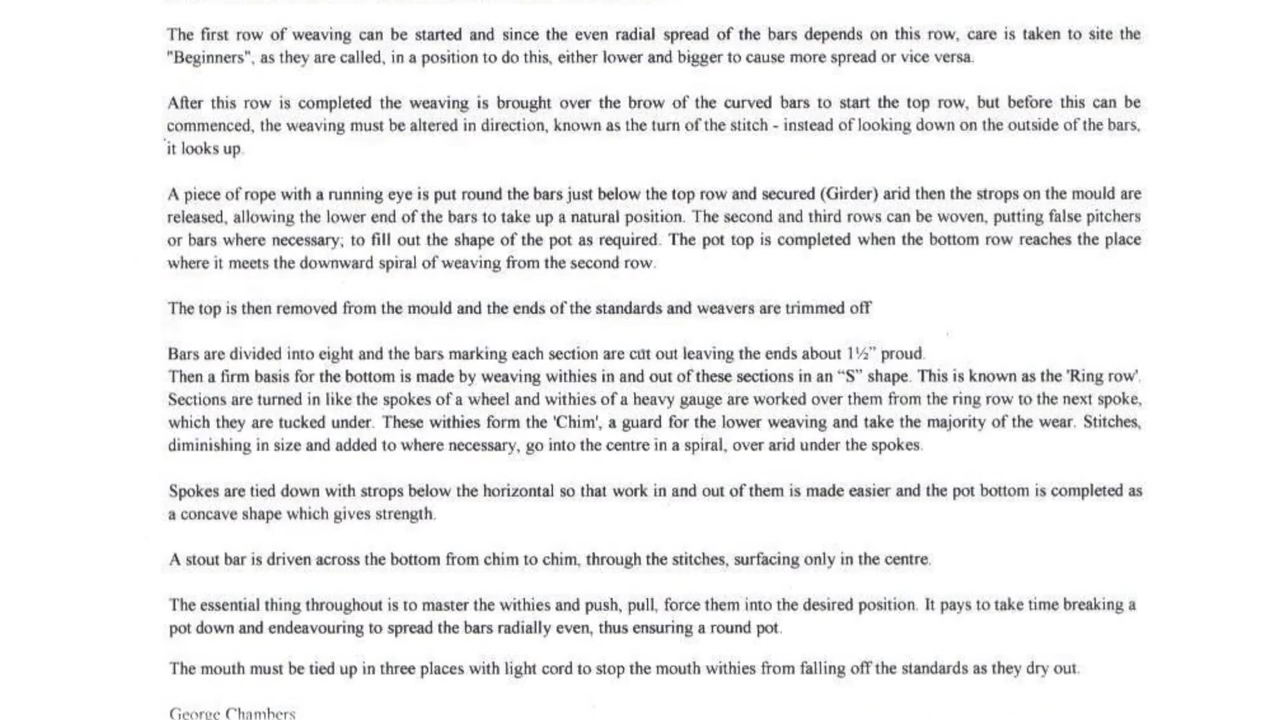 The first row of weaving can be started and since the even radial spread of the bars depends on this row, care is taken to site the
"Beginners", as they are called, in a position to do this, either lower and bigger to cause more spread or vice versa.
After this row is completed the weaving is brought over the brow of the curved bars to start the top row, but before this can be
commenced, the weaving must be altered in direction, known as the turn of the stitch - instead of looking down on the outside of the bars,
it looks up.
A piece of rope with a running eye is put round the bars just below the top row and secured (Girder) arid then the strops on the mould are
released, allowing the lower end of the bars to take up a natural position. The second and third rows can be woven, putting false pitchers
or bars where necessary; to fill out the shape of the pot as required. The pot top is completed when the bottom row reaches the place
where it meets the downward spiral of weaving from the second row.
The top is then removed from the mould and the ends of the standards and weavers are trimmed off
Bars are divided into eight and the bars marking each section are cut out leaving the ends about 1½” proud.
Then a firm basis for the bottom is made by weaving withies in and out of these sections in an “S” shape. This is known as the 'Ring row'.
Sections are turned in like the spokes of a wheel and withies of a heavy gauge are worked over them from the ring row to the next spoke,
which they are tucked under. These withies form the 'Chim', a guard for the lower weaving and take the majority of the wear. Stitches,
diminishing in size and added to where necessary, go into the centre in a spiral, over arid under the spokes.
Spokes are tied down with strops below the horizontal so that work in and out of them is made easier and the pot bottom is completed as
a concave shape which gives strength.
A stout bar is driven across the bottom from chim to chim, through the stitches, surfacing only in the centre.
The essential thing throughout is to master the withies and push, pull, force them into the desired position. It pays to take time breaking a
pot down and endeavouring to spread the bars radially even, thus ensuring a round pot.
The mouth must be tied up in three places with light cord to stop the mouth withies from falling off the standards as they dry out.
George Chambers